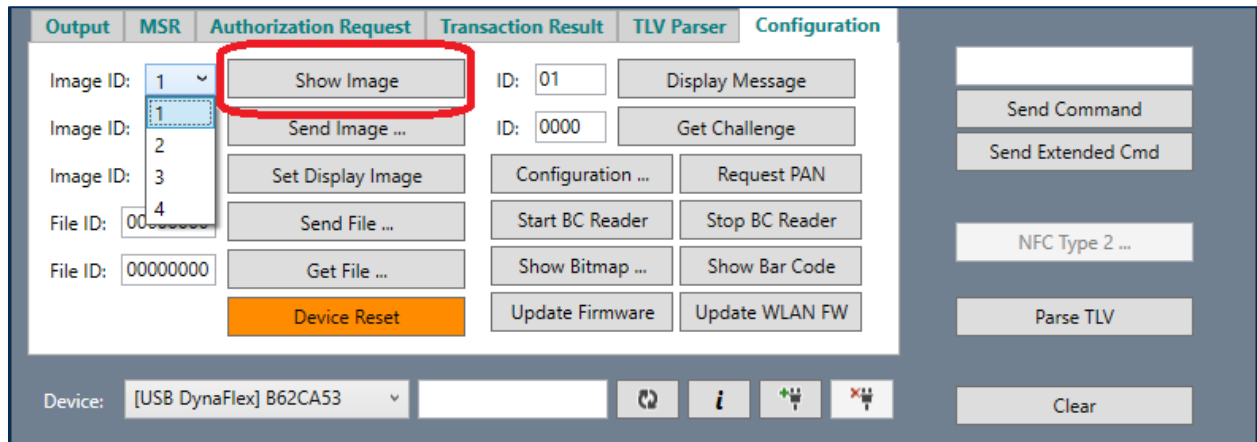 Output MSR Authorization Request Transaction Result TLV Parser Configuration
Image ID: 1 Show Image ID: 01 Display Message
1
Image ID: Send Image ... ID: 0000 Get Challenge
2
Image ID: 3 Set Display Image Configuration ... Request PAN
4
File ID: Send File ... Start BC Reader Stop BC Reader
File ID: 00000000 Get File ... Show Bitmap ... Show Bar Code
Device Reset Update Firmware Update WLAN FW
Send Command
Send Extended Cmd
NFC Type 2 ...
Parse TLV
Device: [USB DynaFlex] B62CA53 i
Clear